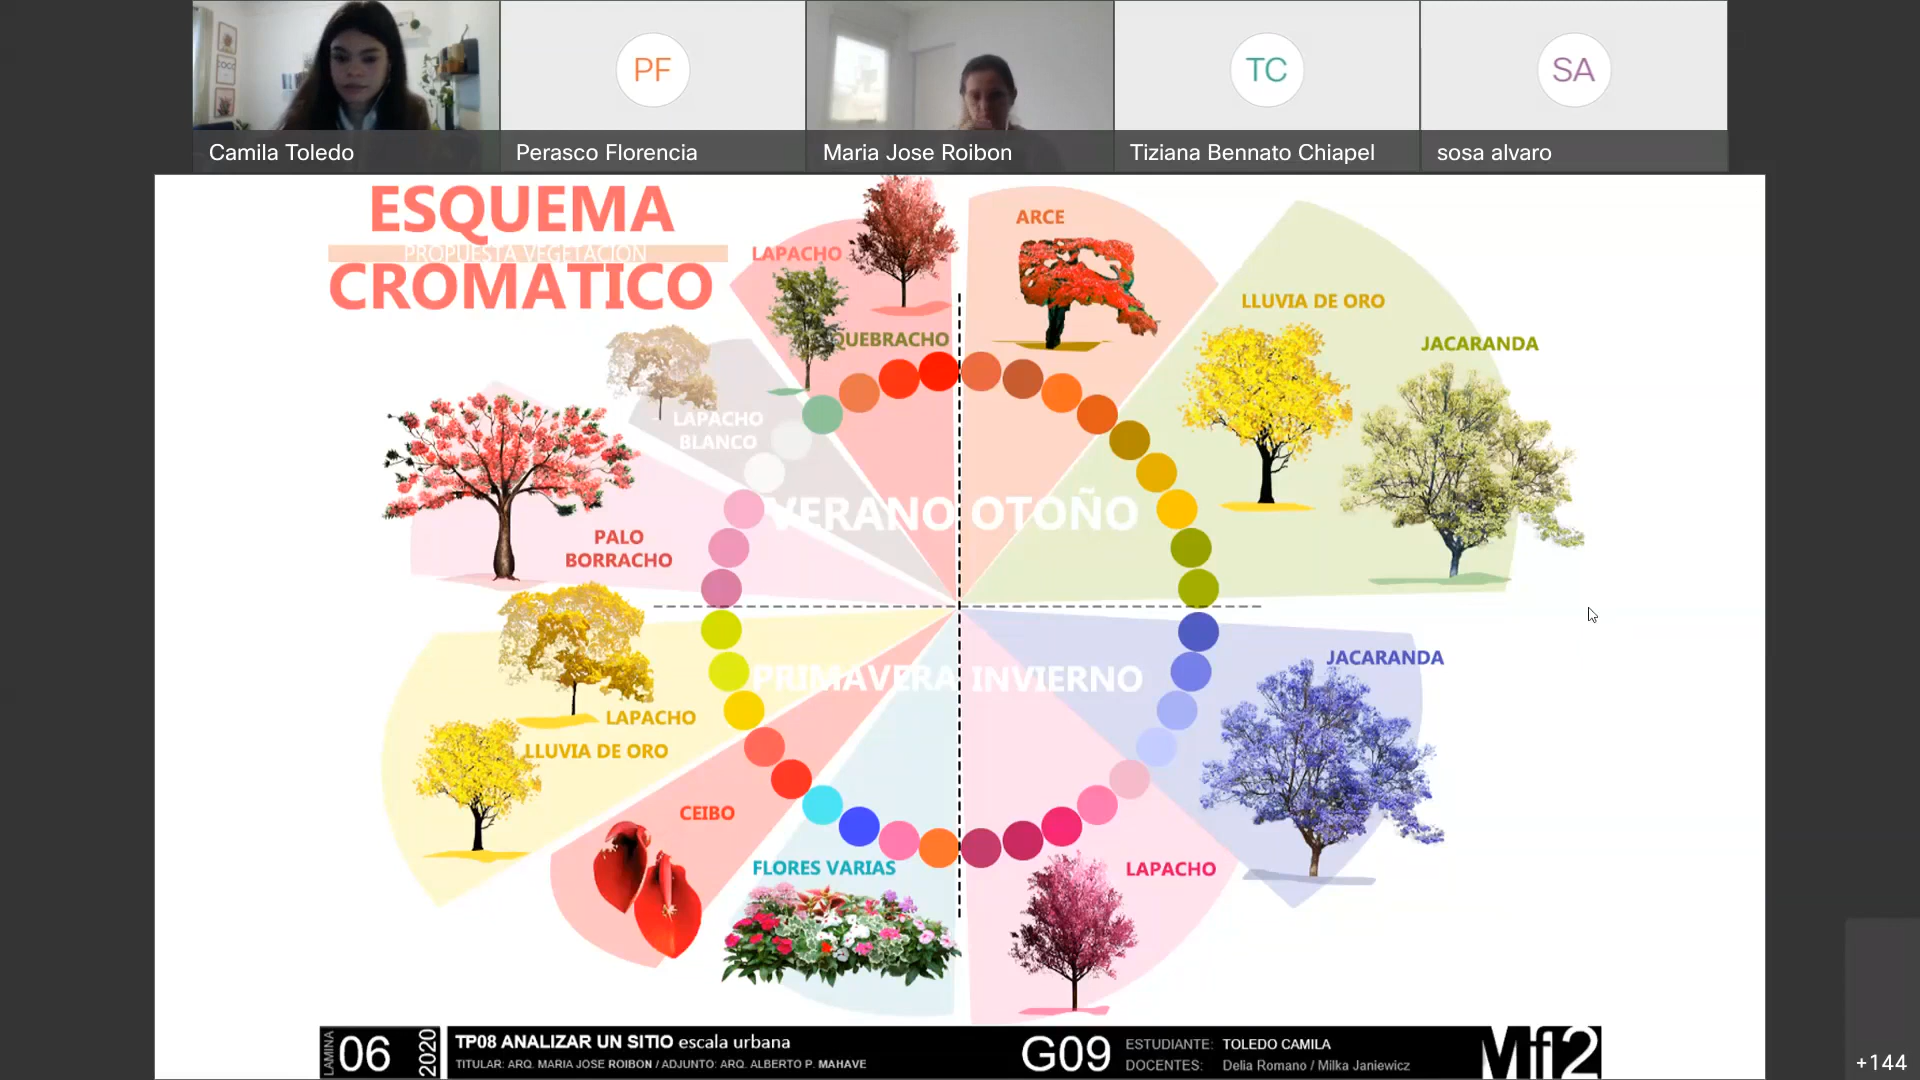 COCO
PF
TC
SA
Camila Toledo
Perasco Florencia
Maria Jose Roibon
Tiziana Bennato Chiapel
sosa alvaro
ESQUEMA
PROPUESTA VEGETACION
CROMATICO
LAPACHO
QUEBRACHO
ARCE
LLUVIA DE ORO
JACARANDA
LAPACHO
BLANCO
PALO
BORRACHO
VERANO
OTOÑO
PRIMAVERA
INVIERNO
JACARANDA
LAPACHO
LLUVIA DE ORO
CEIBO
FLORES VARIAS
LAPACHO
LAMINA
06
2020
TP08 ANALIZAR UN SITIO escala urbana
TITULAR: ARQ. MARIA JOSE ROIBON / ADJUNTO: ARQ. ALBERTO P. MAHAVE
G09
ESTUDIANTE: TOLEDO CAMILA
DOCENTES: Delia Romano / Milka Janiewicz
Mfi2
+144